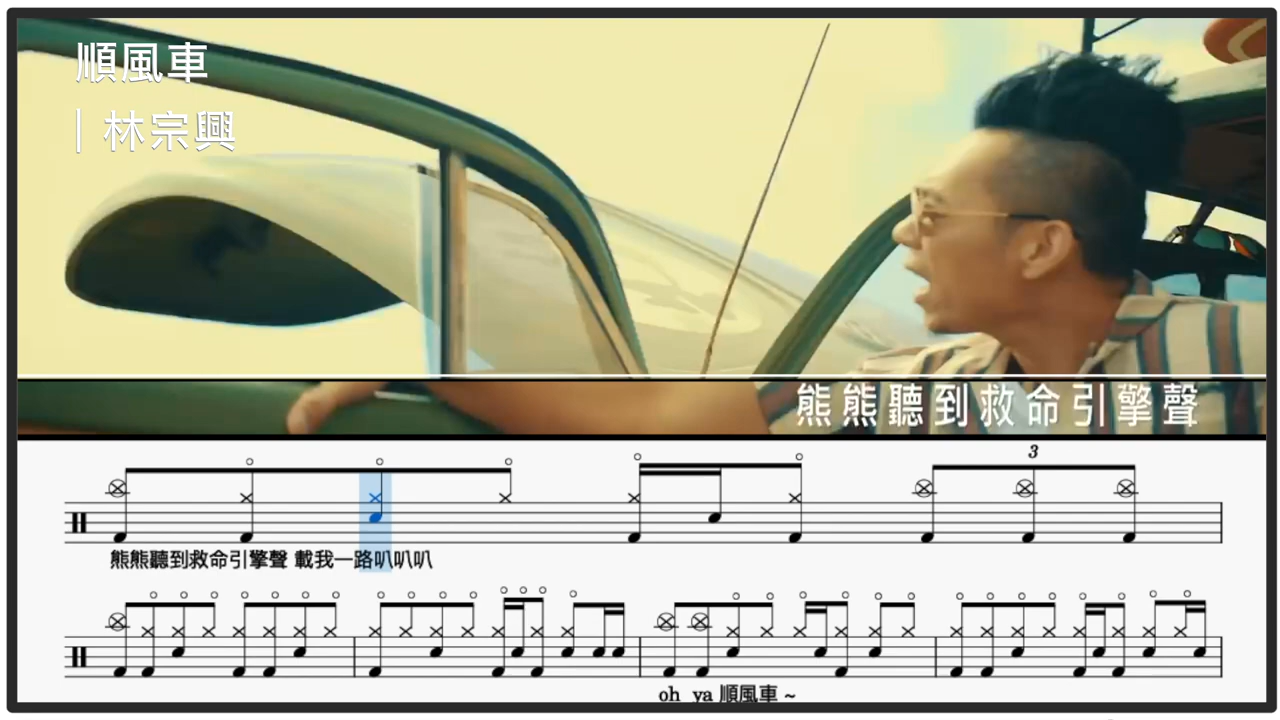 順風車
| 林宗興
熊熊聽到救命引擎聲
3
熊熊聽到救命引擎聲 載我一路叭叭叭
oh ya 順風車 ~